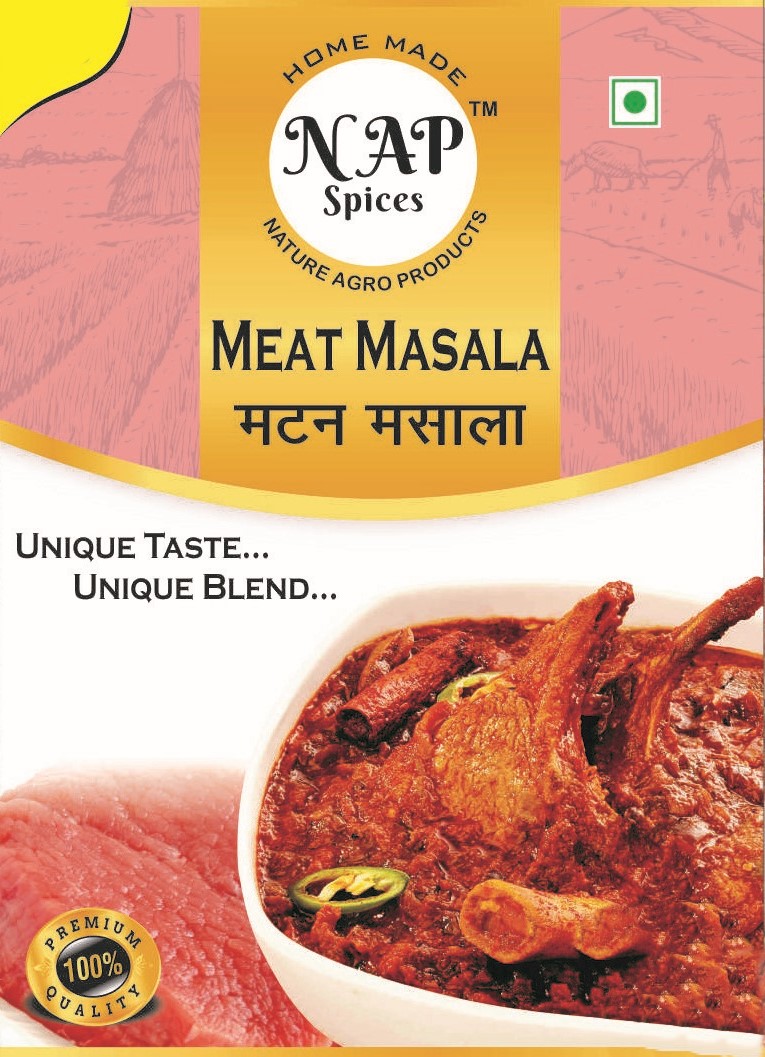 HOME MADE
NAP
TM
Spices
NATURE AGRO PRODUCTS
MEAT MASALA
मटन मसाला
UNIQUE TASTE...
UNIQUE BLEND...
PREMIUM
100%
QUALITY